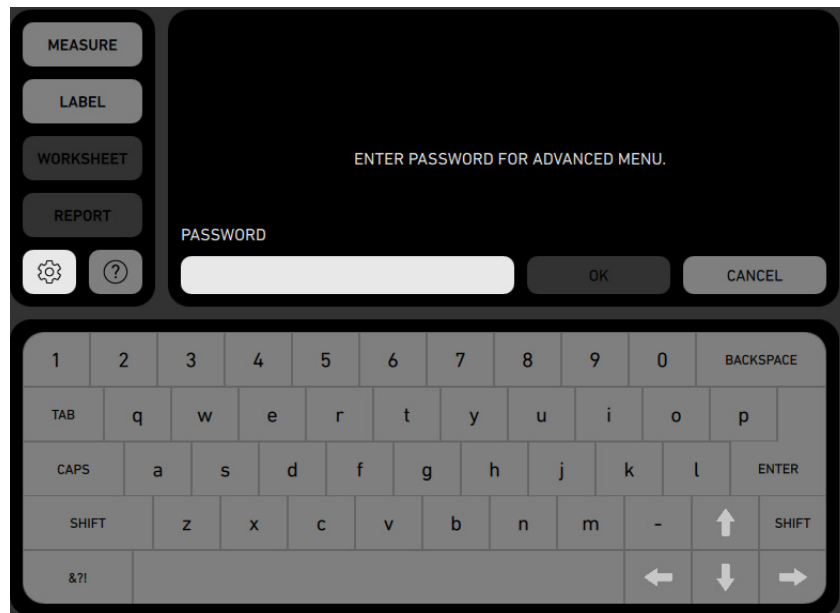 MEASURE
LABEL
WORKSHEET
REPORT
?
ENTER PASSWORD FOR ADVANCED MENU.
PASSWORD
OK CANCEL
1 2 3 4 5 6 7 8 9 0 BACKSPACE
TAB q w e r t y u i o p
CAPS a s d f g h j k l ENTER
SHIFT z x c v b n m - SHIFT
&?!